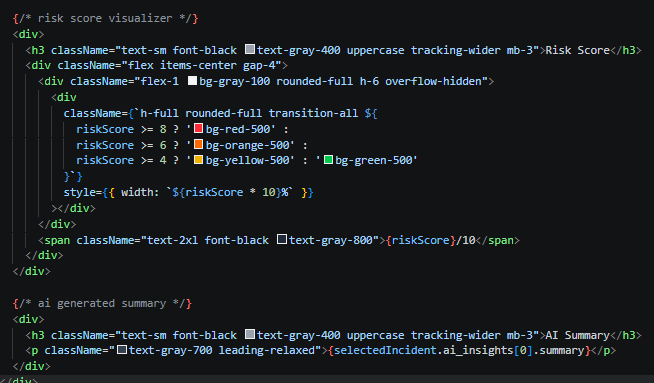 {/* risk score visualizer */}
<div>
<h3 className="text-sm font-black text-gray-400 uppercase tracking-wider mb-3">Risk Score</h3>
<div className="flex items-center gap-4">
<div className="flex-1 bg-gray-100 rounded-full h-6 overflow-hidden">
<div
className={`h-full rounded-full transition-all ${
riskScore >= 8 ? 'bg-red-500' :
riskScore >= 6 ? 'bg-orange-500' :
riskScore >= 4 ? 'bg-yellow-500' : 'bg-green-500'
}`}
style={{ width: `${riskScore * 10}%` }}
></div>
</div>
<span className="text-2xl font-black text-gray-800">{riskScore}/10</span>
</div>
</div>
{/* ai generated summary */}
<div>
<h3 className="text-sm font-black text-gray-400 uppercase tracking-wider mb-3">AI Summary</h3>
<p className="text-gray-700 leading-relaxed">{selectedIncident.ai_insights[0].summary}</p>
</div>
</div>